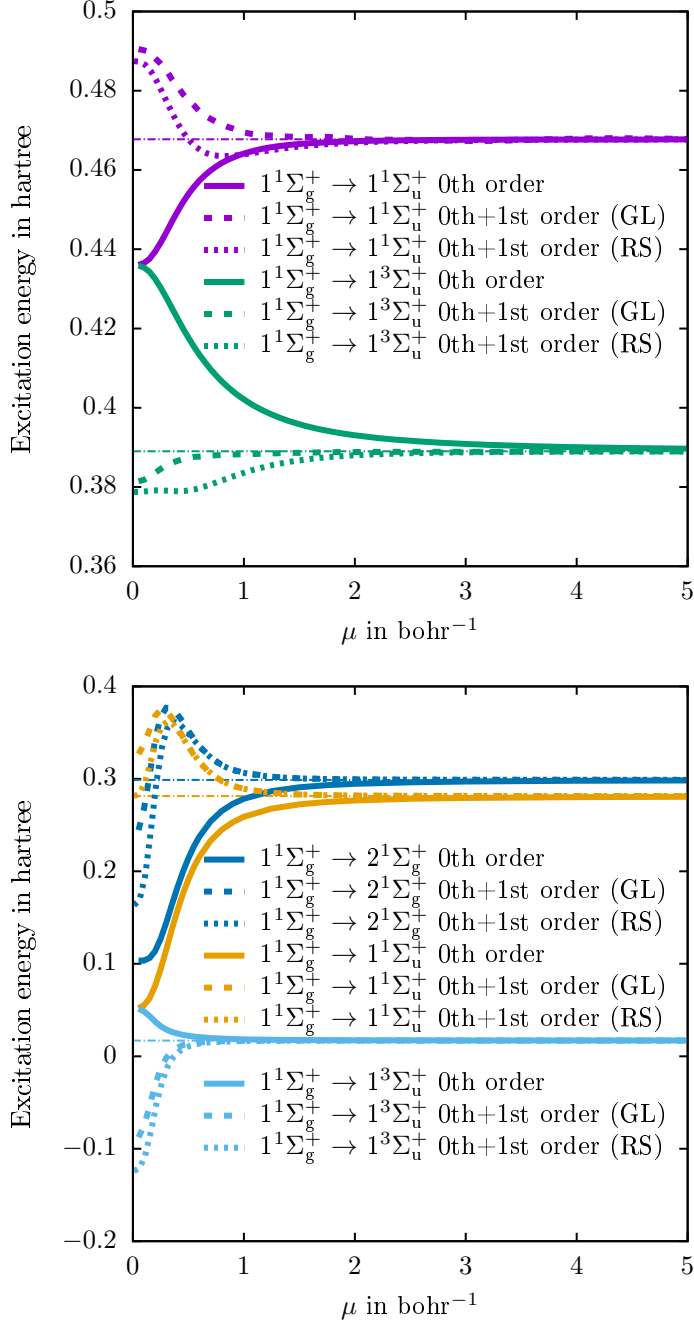 0.5
0.48
0.46
0.44
0.42
0.4
0.38
0.36
Excitation energy in hartree
1¹Σg⁺ → 1¹Σu⁺ 0th order
1¹Σg⁺ → 1¹Σu⁺ 0th+1st order (GL)
1¹Σg⁺ → 1¹Σu⁺ 0th+1st order (RS)
1¹Σg⁺ → 1³Σu⁺ 0th order
1¹Σg⁺ → 1³Σu⁺ 0th+1st order (GL)
1¹Σg⁺ → 1³Σu⁺ 0th+1st order (RS)
0 1 2 3 4 5
μ in bohr⁻¹
0.4
0.3
0.2
0.1
0
−0.1
−0.2
Excitation energy in hartree
1¹Σg⁺ → 2¹Σg⁺ 0th order
1¹Σg⁺ → 2¹Σg⁺ 0th+1st order (GL)
1¹Σg⁺ → 2¹Σg⁺ 0th+1st order (RS)
1¹Σg⁺ → 1¹Σu⁺ 0th order
1¹Σg⁺ → 1¹Σu⁺ 0th+1st order (GL)
1¹Σg⁺ → 1¹Σu⁺ 0th+1st order (RS)
1¹Σg⁺ → 1³Σu⁺ 0th order
1¹Σg⁺ → 1³Σu⁺ 0th+1st order (GL)
1¹Σg⁺ → 1³Σu⁺ 0th+1st order (RS)
0 1 2 3 4 5
μ in bohr⁻¹